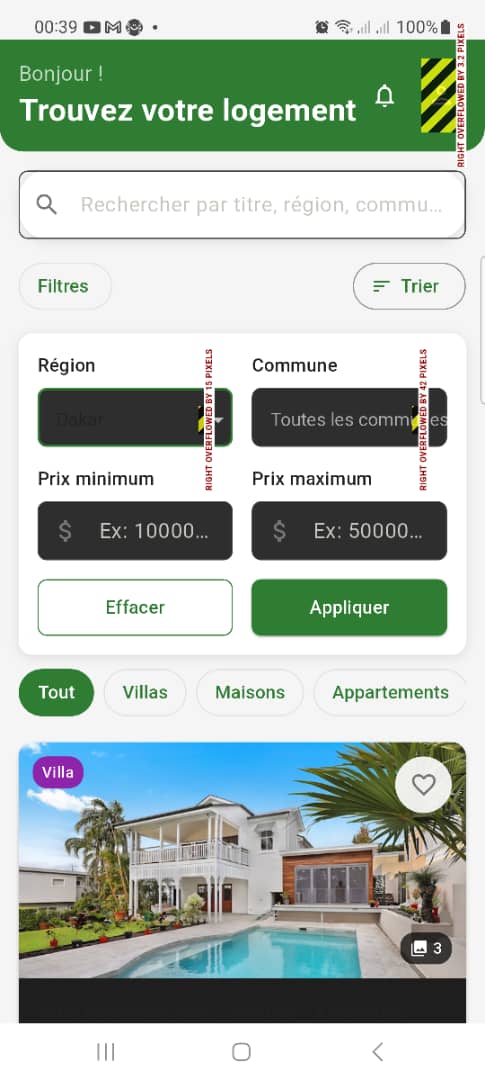 00:39
100%
Bonjour !
Trouvez votre logement
RIGHT OVERFLOWED BY 3.2 PIXELS
Rechercher par titre, région, commu...
Filtres
Trier
Région
Commune
RIGHT OVERFLOWED BY 15 PIXELS
RIGHT OVERFLOWED BY 42 PIXELS
Dakar
Toutes les communes
Prix minimum
Prix maximum
$ Ex: 10000...
$ Ex: 50000...
Effacer
Appliquer
Tout
Villas
Maisons
Appartements
Villa
3